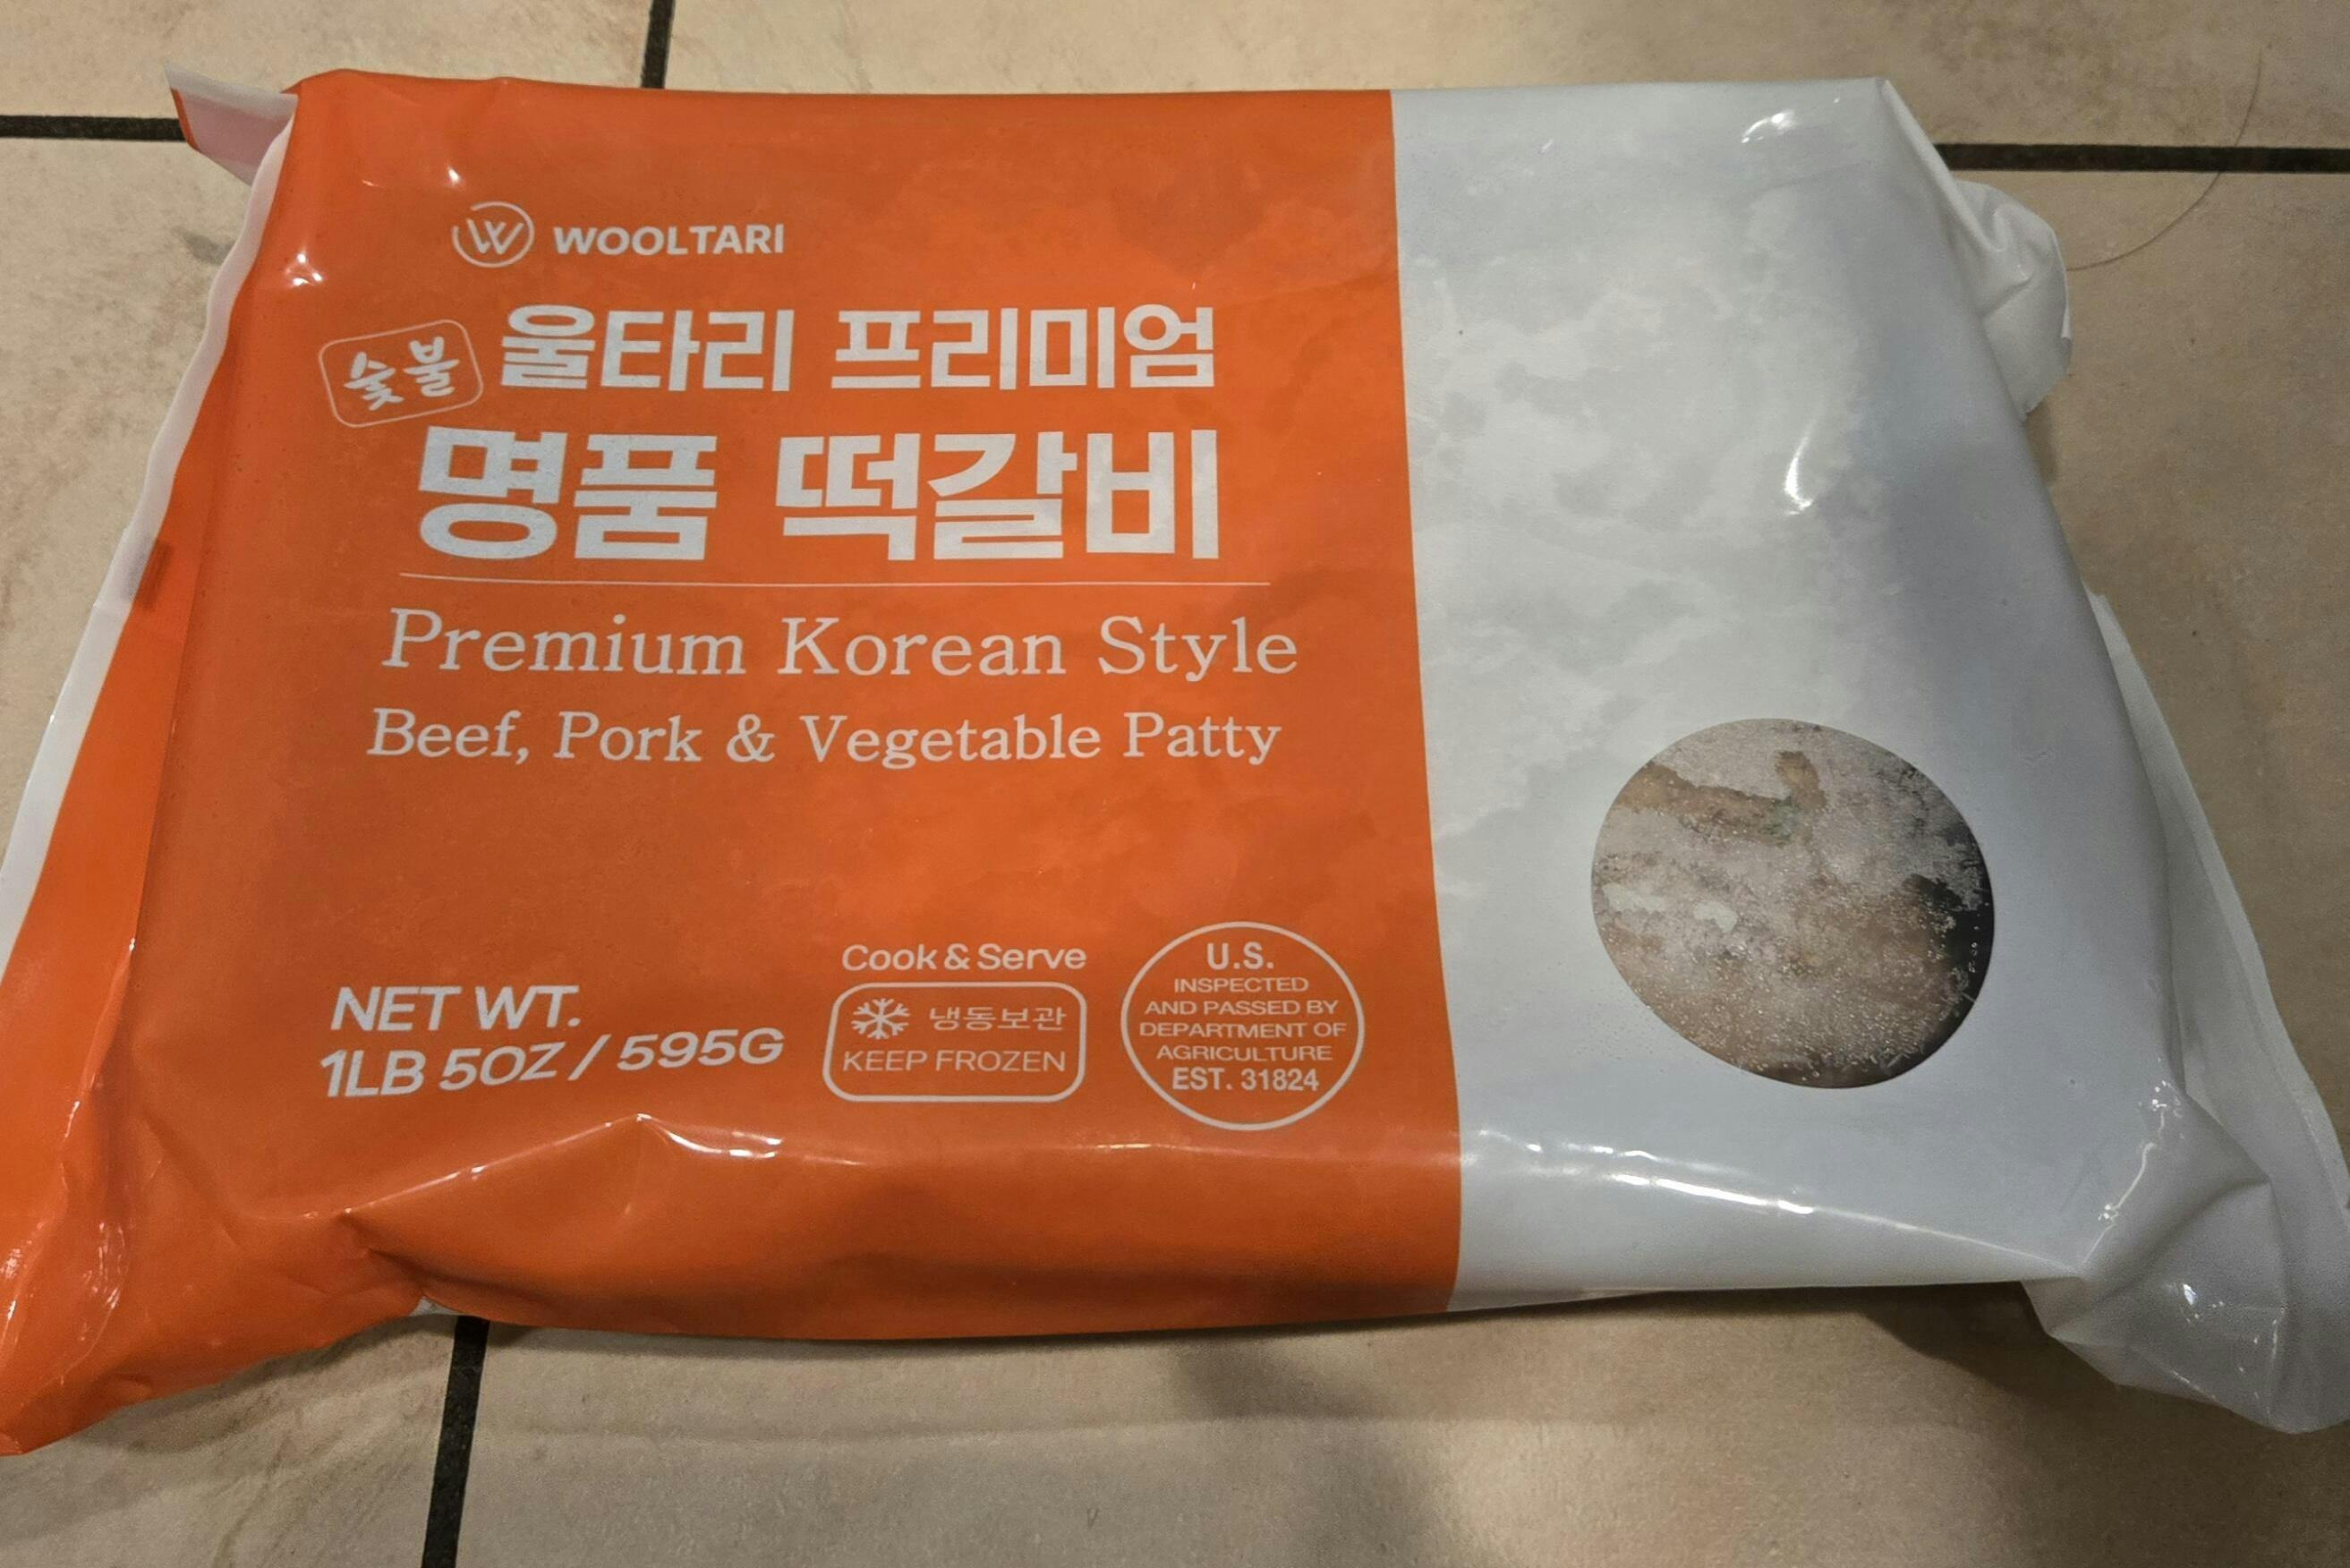 WOOLTARI
숯불
울타리 프리미엄
명품 떡갈비
Premium Korean Style
Beef, Pork & Vegetable Patty
NET WT.
1LB 5OZ / 595G
Cook & Serve
냉동보관
KEEP FROZEN
U.S.
INSPECTED
AND PASSED BY
DEPARTMENT OF
AGRICULTURE
EST. 31824